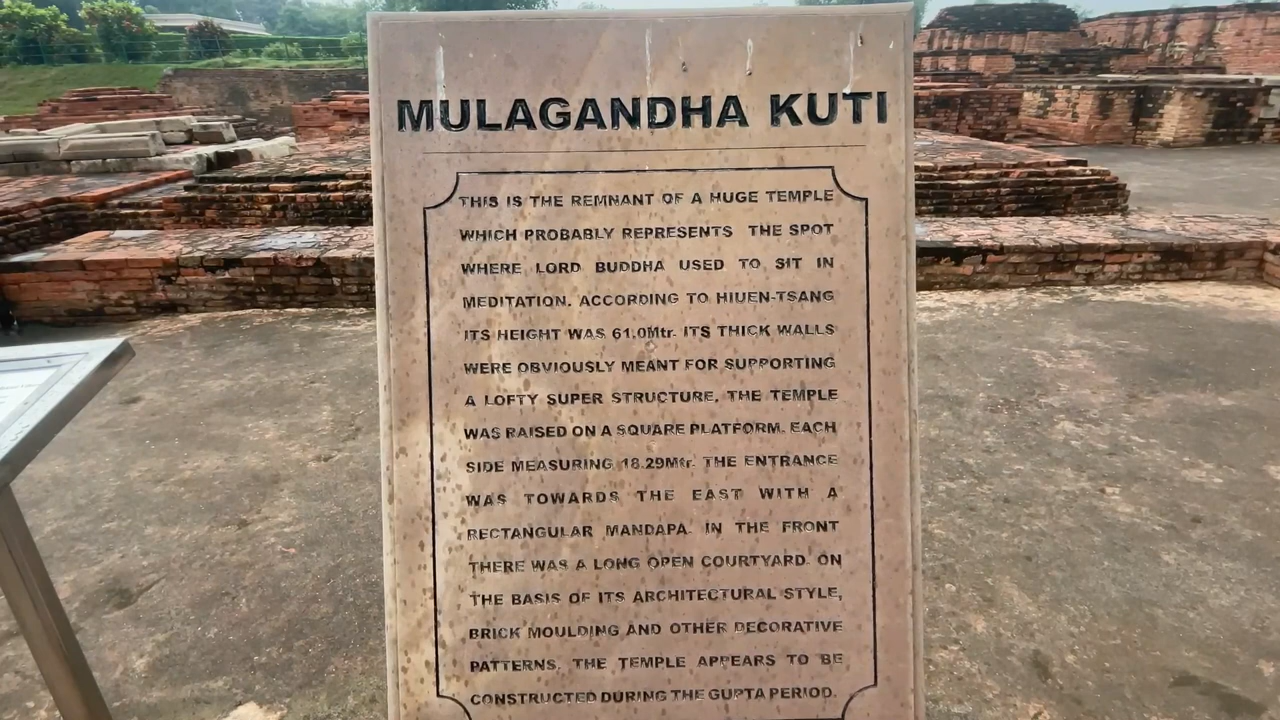 MULAGANDHA KUTI
THIS IS THE REMNANT OF A HUGE TEMPLE
WHICH PROBABLY REPRESENTS THE SPOT
WHERE LORD BUDDHA USED TO SIT IN
MEDITATION. ACCORDING TO HIUEN-TSANG
ITS HEIGHT WAS 61.0Mtr. ITS THICK WALLS
WERE OBVIOUSLY MEANT FOR SUPPORTING
A LOFTY SUPER STRUCTURE. THE TEMPLE
WAS RAISED ON A SQUARE PLATFORM. EACH
SIDE MEASURING 18.29Mtr. THE ENTRANCE
WAS TOWARDS THE EAST WITH A
RECTANGULAR MANDAPA. IN THE FRONT
THERE WAS A LONG OPEN COURTYARD. ON
THE BASIS OF ITS ARCHITECTURAL STYLE,
BRICK MOULDING AND OTHER DECORATIVE
PATTERNS. THE TEMPLE APPEARS TO BE
CONSTRUCTED DURING THE GUPTA PERIOD.